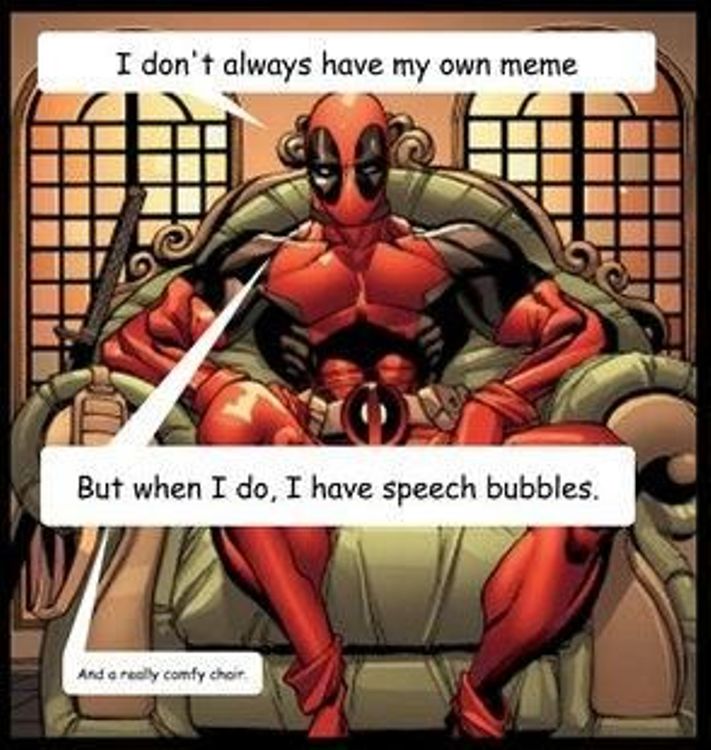 I don't always have my own meme
But when I do, I have speech bubbles.
And a really comfy chair.